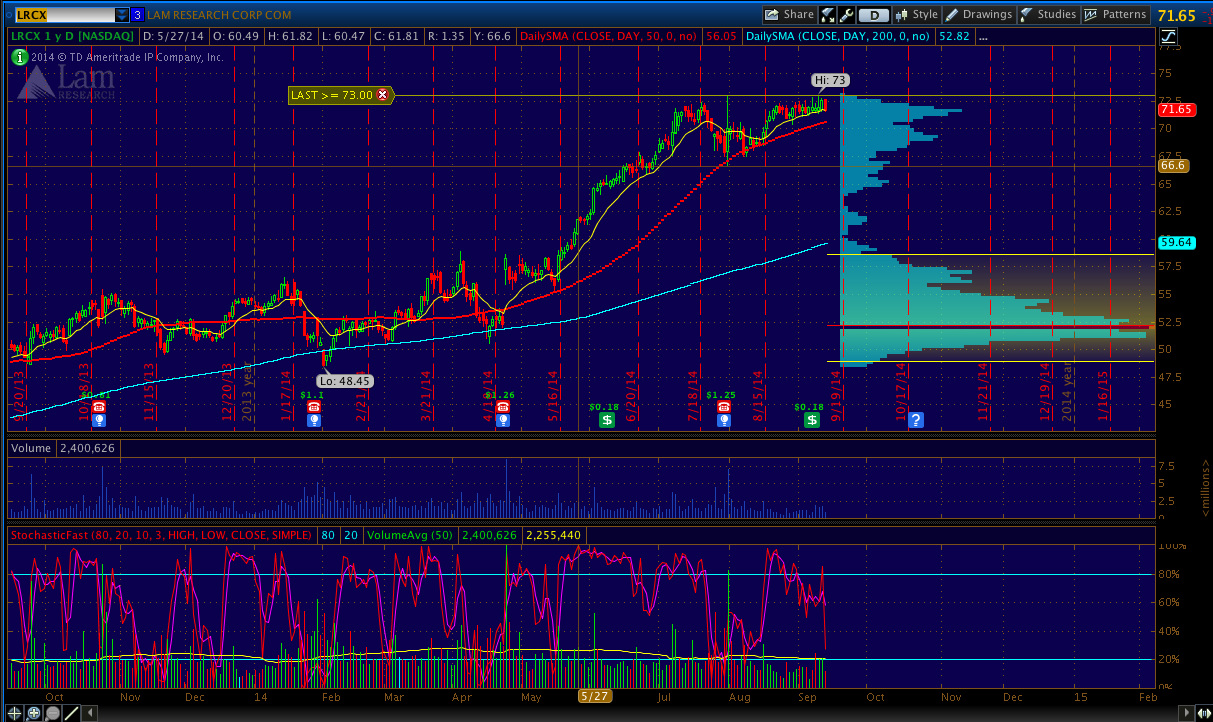 LRCX 3 LAM RESEARCH CORP COM Share D Style Drawings Studies Patterns 71.65
LRCX 1 y D [NASDAQ] D: 5/27/14 O: 60.49 H: 61.82 L: 60.47 C: 61.81 R: 1.35 Y: 66.6 DailySMA (CLOSE, DAY, 50, 0, no) 56.05 DailySMA (CLOSE, DAY, 200, 0, no) 52.82 ...
2014 © TD Ameritrade IP Company, Inc.
Lam
RESEARCH
LAST >= 73.00
Hi: 73
Lo: 48.45
77.5
75
72.5
71.65
70
67.5
66.6
65
62.5
59.64
57.5
55
52.5
50
47.5
45
9/20/13 10/18/13 11/15/13 12/20/13 2013 year 1/17/14 2/21/14 3/21/14 4/18/14 5/16/14 6/20/14 7/18/14 8/15/14 9/19/14 10/17/14 11/21/14 12/19/14 2014 year 1/16/15
$0.81 $1.1 $1.26 $0.18 $1.25 $0.18
$ $ ?
Volume 2,400,626
7.5
5
2.5
0
<millions>
StochasticFast (80, 20, 10, 3, HIGH, LOW, CLOSE, SIMPLE) 80 20 VolumeAvg (50) 2,400,626 2,255,440
100%
80%
60%
40%
20%
0%
Oct Nov Dec 14 Feb Mar Apr May 5/27 Jul Aug Sep Oct Nov Dec 15 Feb